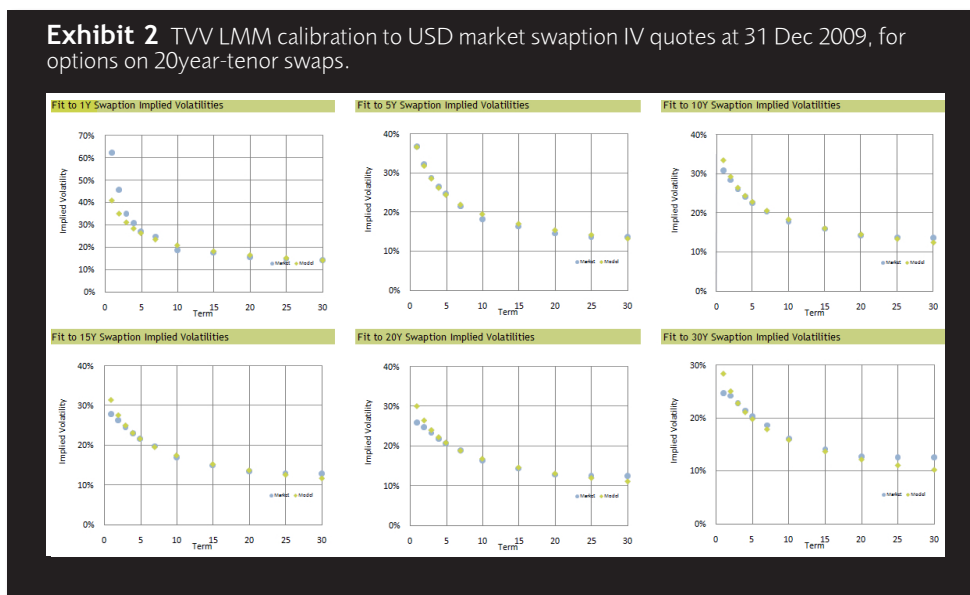 Exhibit 2 TVV LMM calibration to USD market swaption IV quotes at 31 Dec 2009, for
options on 20year-tenor swaps.
Fit to 1Y Swaption Implied Volatilities
70%
60%
50%
40%
30%
20%
10%
0%
Implied Volatility
0 5 10 15 20 25 30
Term
Market Model
Fit to 5Y Swaption Implied Volatilities
40%
30%
20%
10%
0%
Implied Volatility
0 5 10 15 20 25 30
Term
Market Model
Fit to 10Y Swaption Implied Volatilities
40%
30%
20%
10%
0%
Implied Volatility
0 5 10 15 20 25 30
Term
Market Model
Fit to 15Y Swaption Implied Volatilities
40%
30%
20%
10%
0%
Implied Volatility
0 5 10 15 20 25 30
Term
Market Model
Fit to 20Y Swaption Implied Volatilities
40%
30%
20%
10%
0%
Implied Volatility
0 5 10 15 20 25 30
Term
Market Model
Fit to 30Y Swaption Implied Volatilities
30%
20%
10%
0%
Implied Volatility
0 5 10 15 20 25 30
Term
Market Model